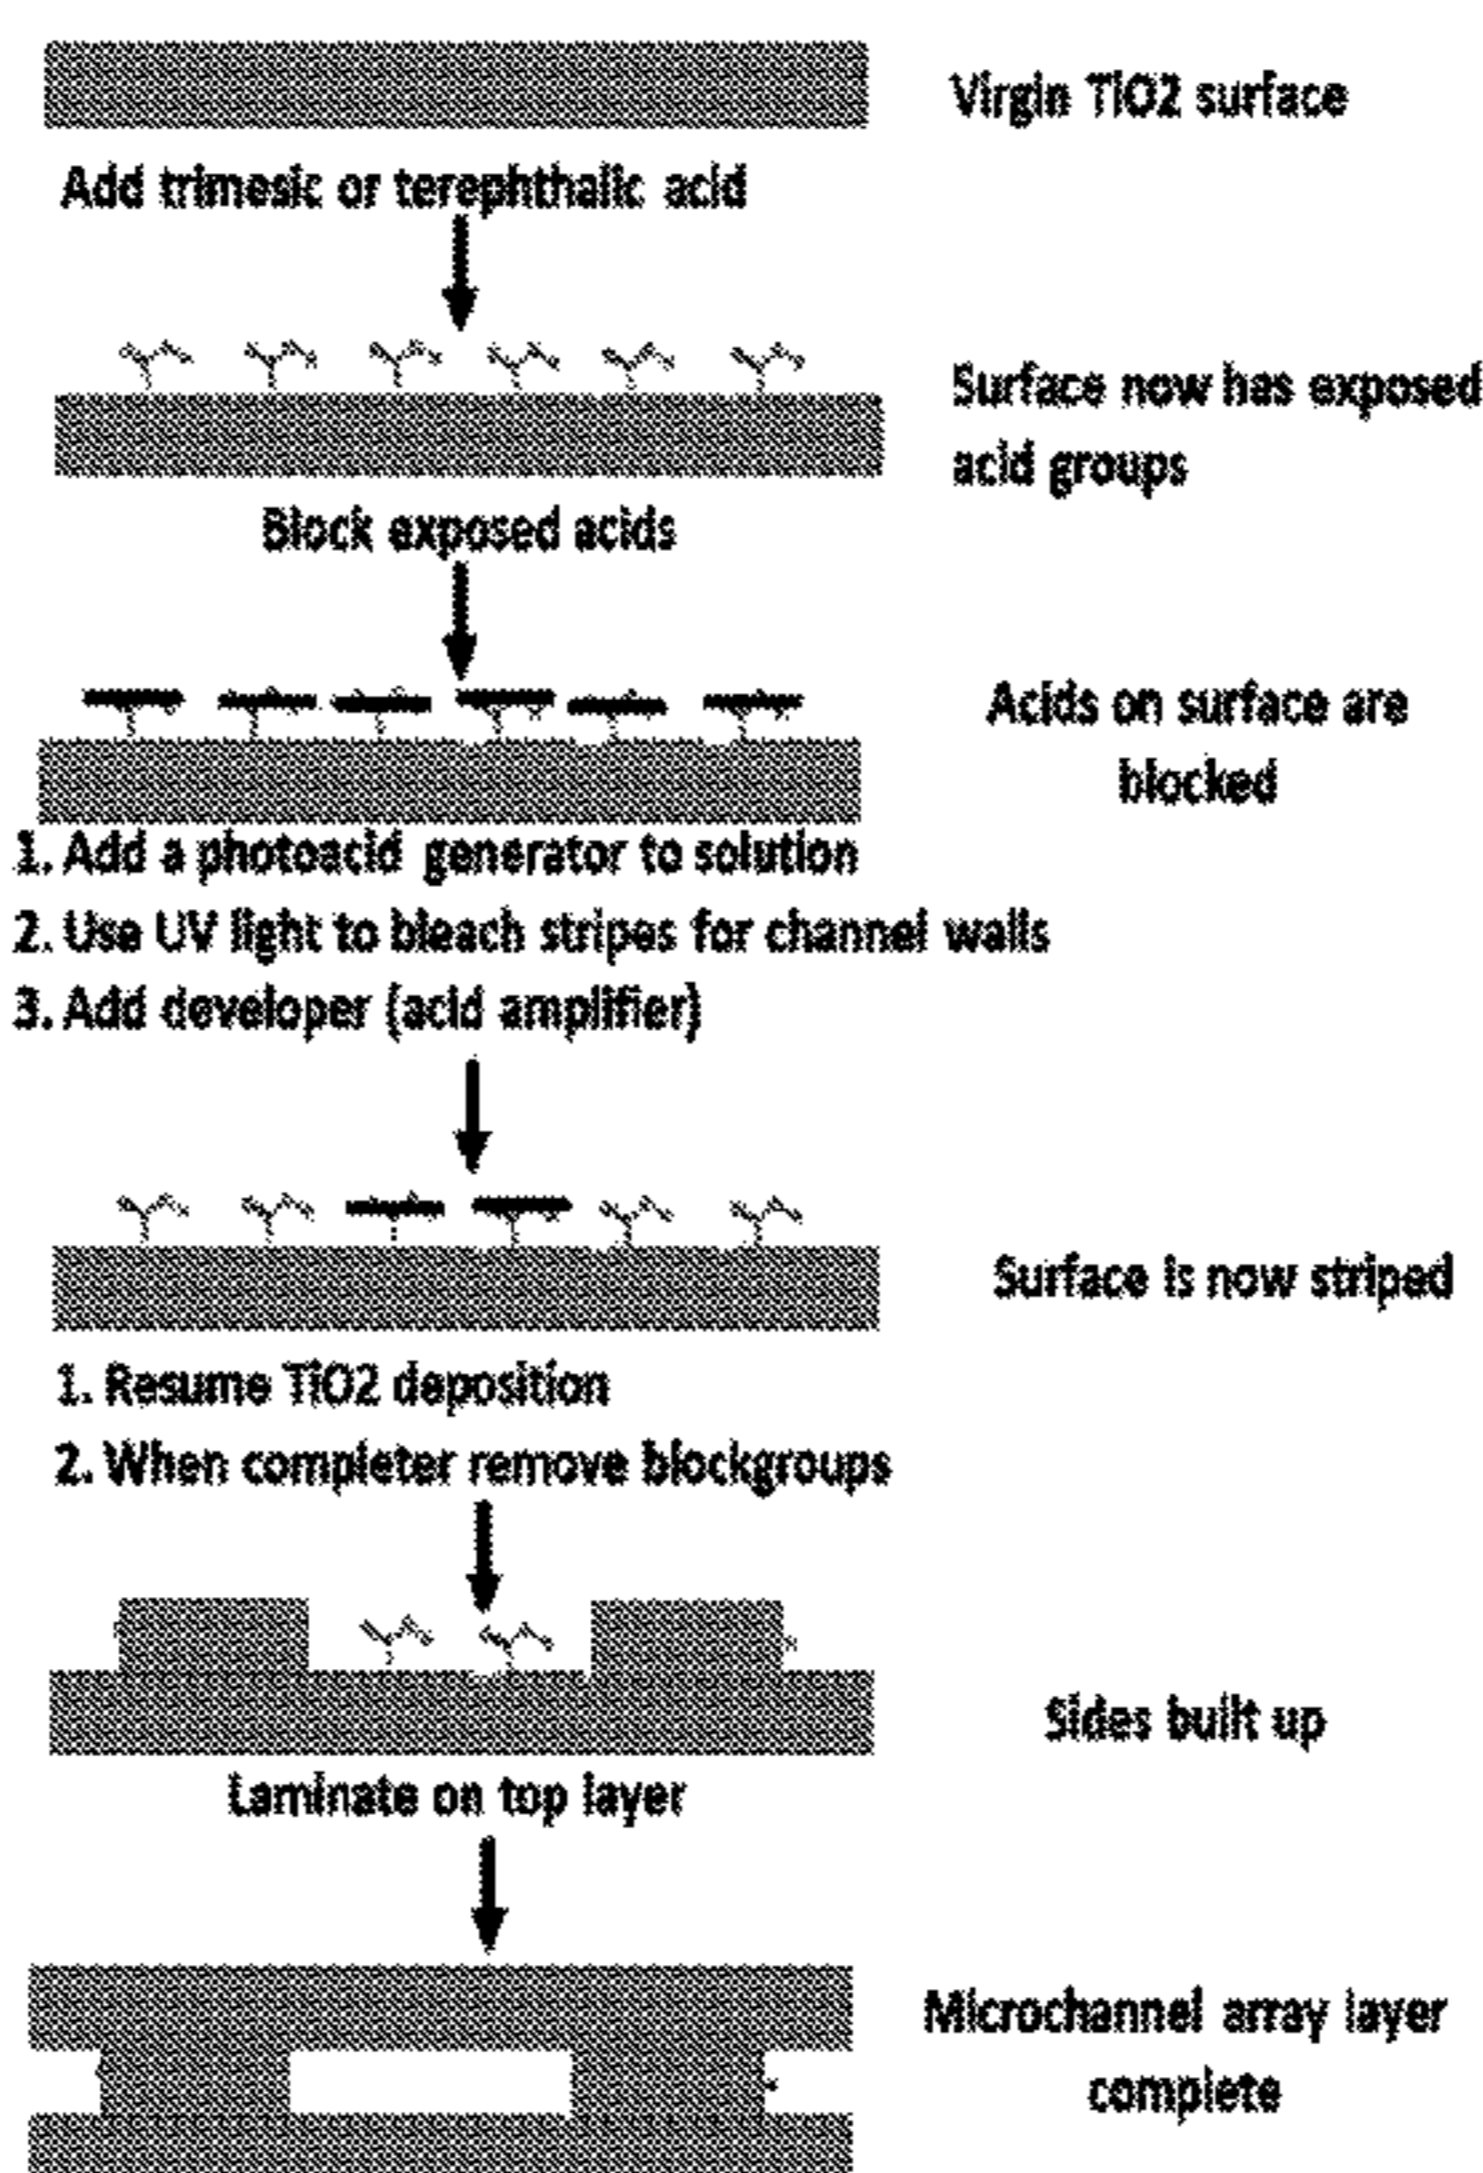 Virgin TiO2 surface
Add trimesic or terephthalic acid
Surface now has exposed
acid groups
Block exposed acids
Acids on surface are
blocked
1. Add a photoacid generator to solution
2. Use UV light to bleach stripes for channel walls
3. Add developer (acid amplifier)
Surface is now striped
1. Resume TiO2 deposition
2. When completer remove blockgroups
Sides built up
Laminate on top layer
Microchannel array layer
complete